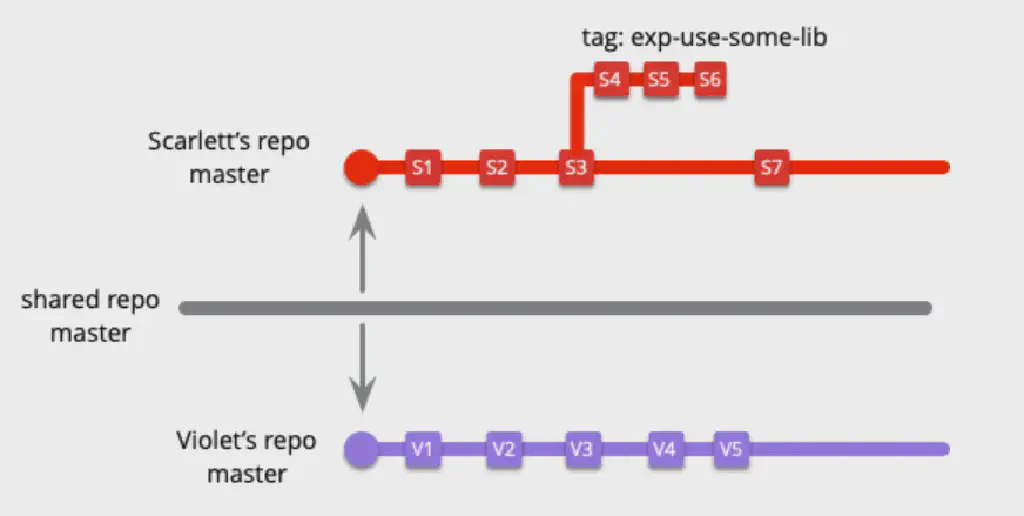 tag: exp-use-some-lib
S4 S5 S6
Scarlett's repo
master
S1 S2 S3 S7
shared repo
master
Violet's repo
master
V1 V2 V3 V4 V5